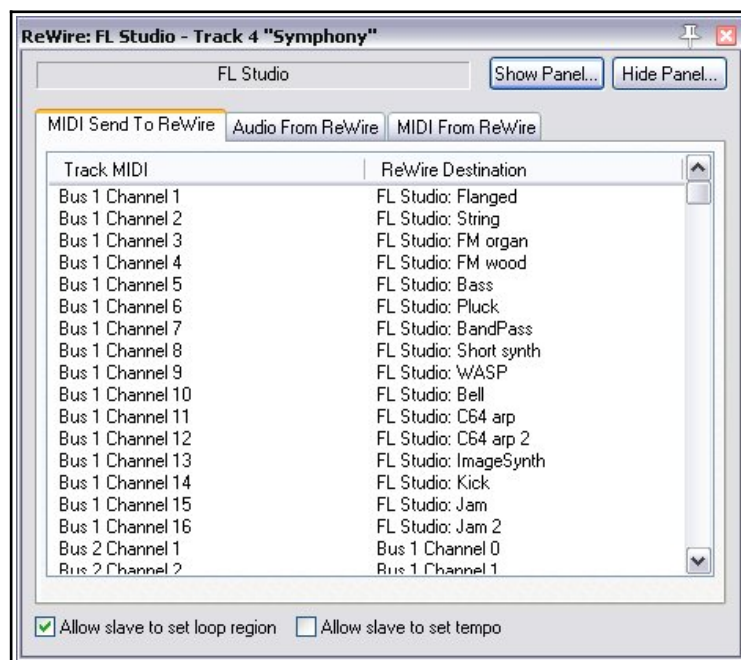 ReWire: FL Studio - Track 4 "Symphony"
FL Studio Show Panel... Hide Panel...
MIDI Send To ReWire Audio From ReWire MIDI From ReWire
Track MIDI ReWire Destination
Bus 1 Channel 1 FL Studio: Flanged
Bus 1 Channel 2 FL Studio: String
Bus 1 Channel 3 FL Studio: FM organ
Bus 1 Channel 4 FL Studio: FM wood
Bus 1 Channel 5 FL Studio: Bass
Bus 1 Channel 6 FL Studio: Pluck
Bus 1 Channel 7 FL Studio: BandPass
Bus 1 Channel 8 FL Studio: Short synth
Bus 1 Channel 9 FL Studio: WASP
Bus 1 Channel 10 FL Studio: Bell
Bus 1 Channel 11 FL Studio: C64 arp
Bus 1 Channel 12 FL Studio: C64 arp 2
Bus 1 Channel 13 FL Studio: ImageSynth
Bus 1 Channel 14 FL Studio: Kick
Bus 1 Channel 15 FL Studio: Jam
Bus 1 Channel 16 FL Studio: Jam 2
Bus 2 Channel 1 Bus 1 Channel 0
Bus 2 Channel 2 Bus 1 Channel 1
Allow slave to set loop region Allow slave to set tempo